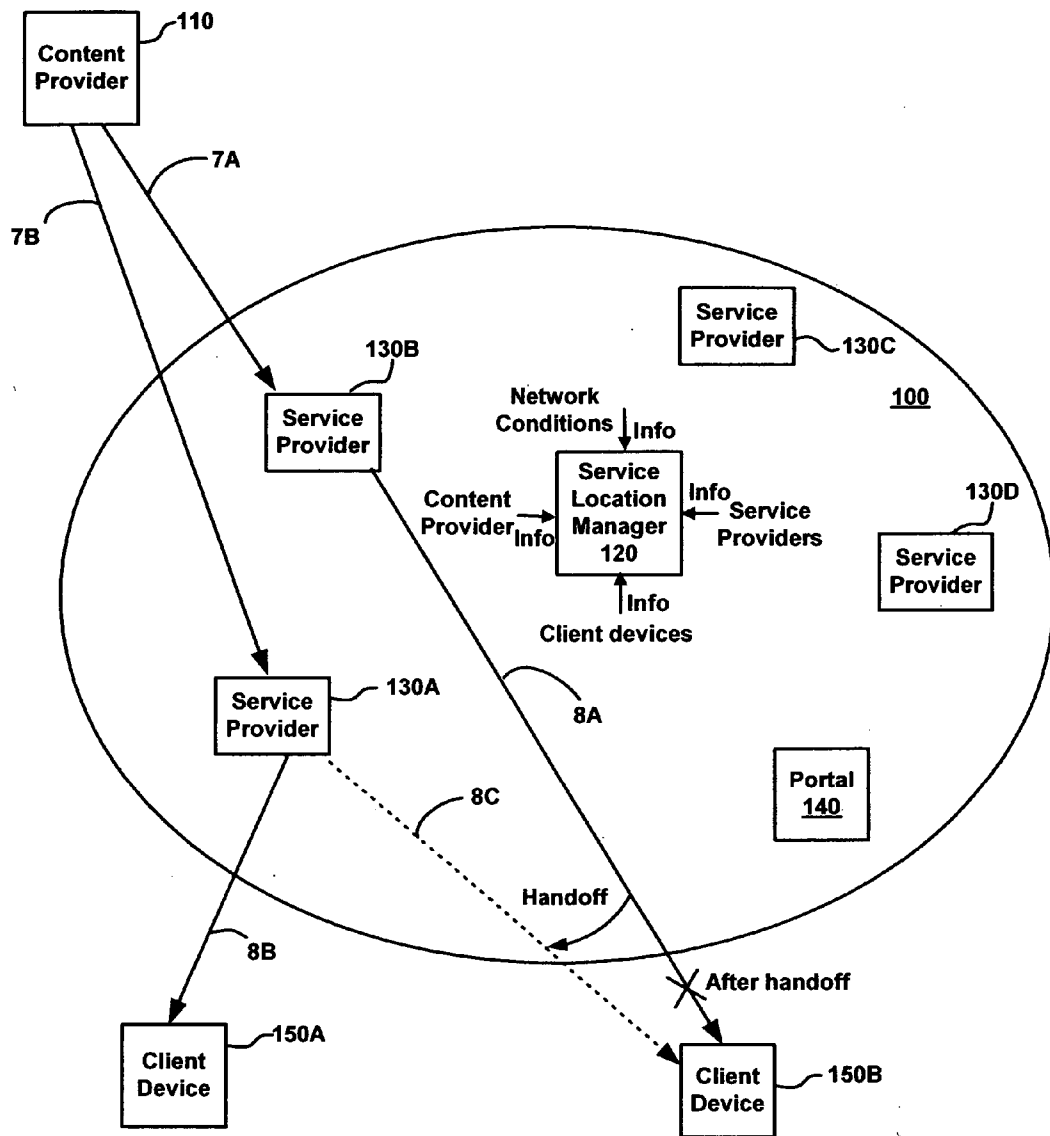 110
Content
Provider
7A
7B
Service
Provider
130C
130B
100
Network
Conditions
Info
Service
Provider
Service
Location
Manager
120
Content
Provider
Info
Info
Service
Providers
130D
Service
Provider
Info
Client devices
130A
Service
Provider
8A
8C
Portal
140
Handoff
8B
After handoff
150A
Client
Device
150B
Client
Device